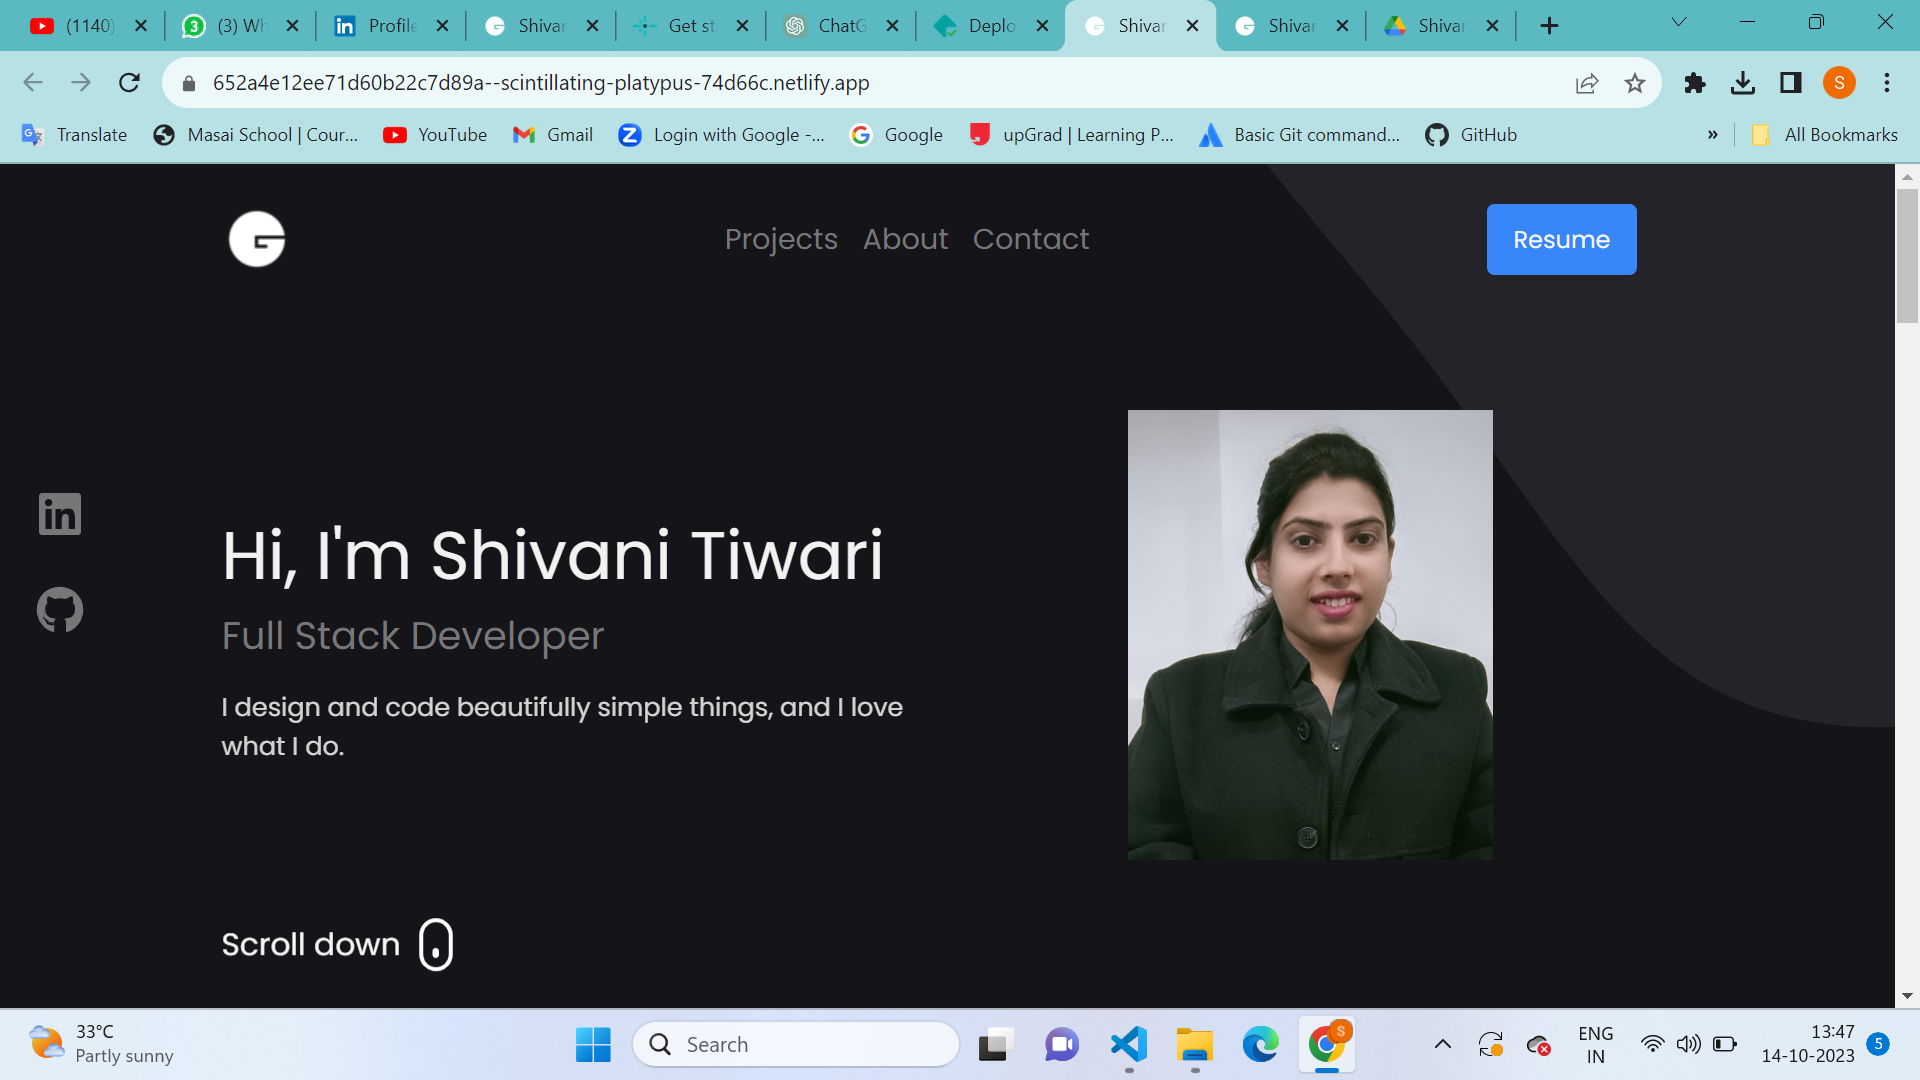 (1140) (3) Wh Profile Shivar Get st ChatG Deplo Shivar Shivar Shivar
652a4e12ee71d60b22c7d89a--scintillating-platypus-74d66c.netlify.app S
Translate Masai School | Cour... YouTube Gmail Login with Google -... Google upGrad | Learning P... Basic Git command... GitHub » All Bookmarks
G Projects About Contact Resume
in
Hi, I'm Shivani Tiwari
Full Stack Developer
I design and code beautifully simple things, and I love
what I do.
Scroll down
33°C
Partly sunny
Search
S
ENG
IN
13:47
14-10-2023
5